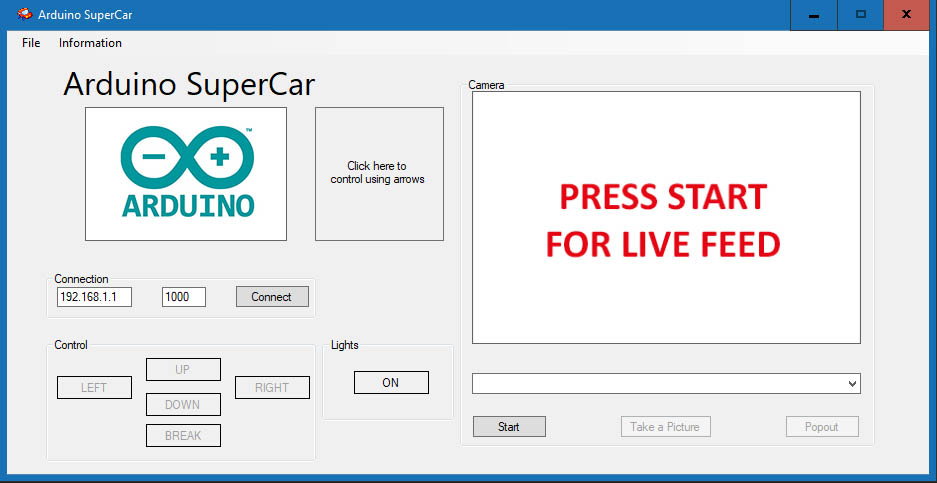 Arduino SuperCar
File Information
Arduino SuperCar
ARDUINO
TM
Click here to
control using arrows
Connection
192.168.1.1 1000 Connect
Control
LEFT
UP
RIGHT
DOWN
BREAK
Lights
ON
Camera
PRESS START
FOR LIVE FEED
Start Take a Picture Popout